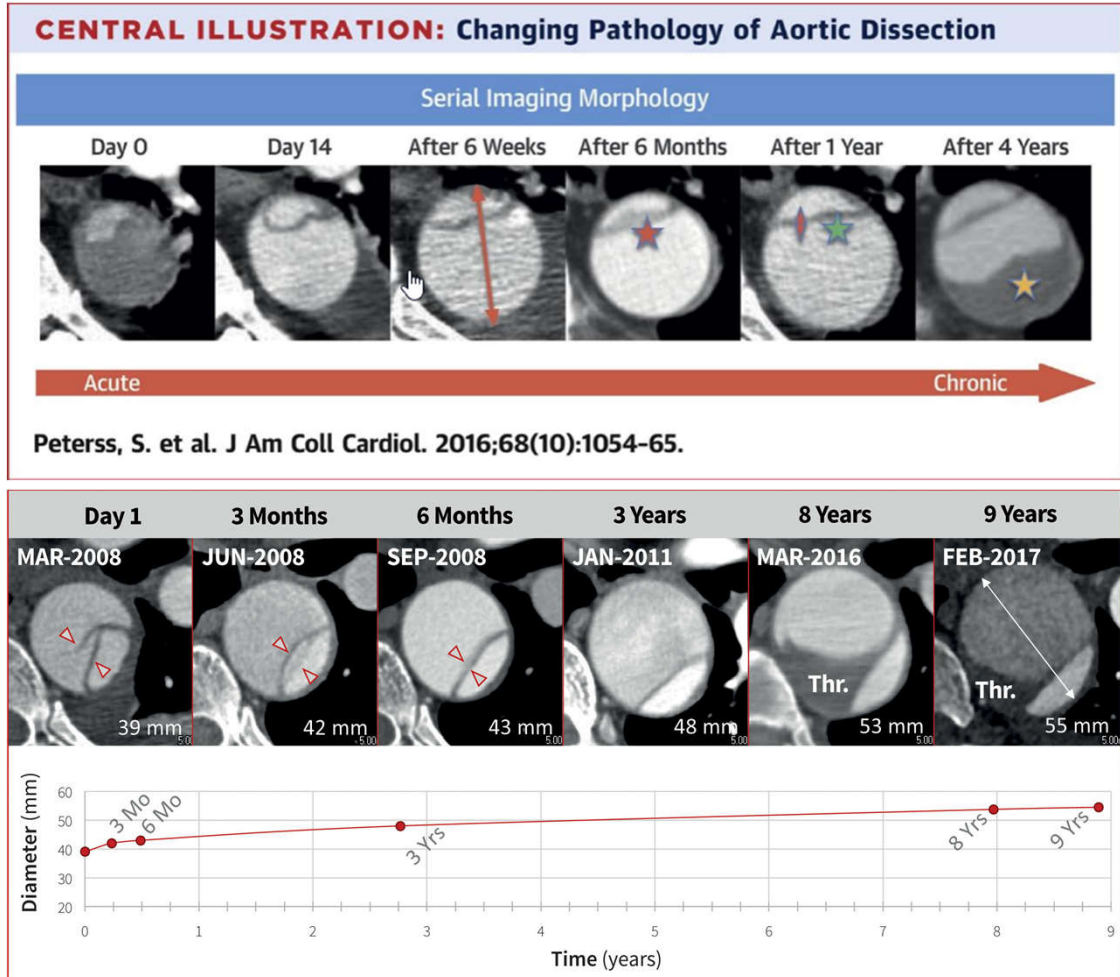 CENTRAL ILLUSTRATION: Changing Pathology of Aortic Dissection
Serial Imaging Morphology
Day 0 Day 14 After 6 Weeks After 6 Months After 1 Year After 4 Years
Acute Chronic
Peterss, S. et al. J Am Coll Cardiol. 2016;68(10):1054–65.
Day 1 3 Months 6 Months 3 Years 8 Years 9 Years
MAR-2008 JUN-2008 SEP-2008 JAN-2011 MAR-2016 FEB-2017
Thr. Thr.
39 mm 42 mm 43 mm 48 mm 53 mm 55 mm
Diameter (mm)
60
50
40
30
20
3 Mo
6 Mo
3 Yrs
8 Yrs
9 Yrs
0 1 2 3 4 5 6 7 8 9
Time (years)